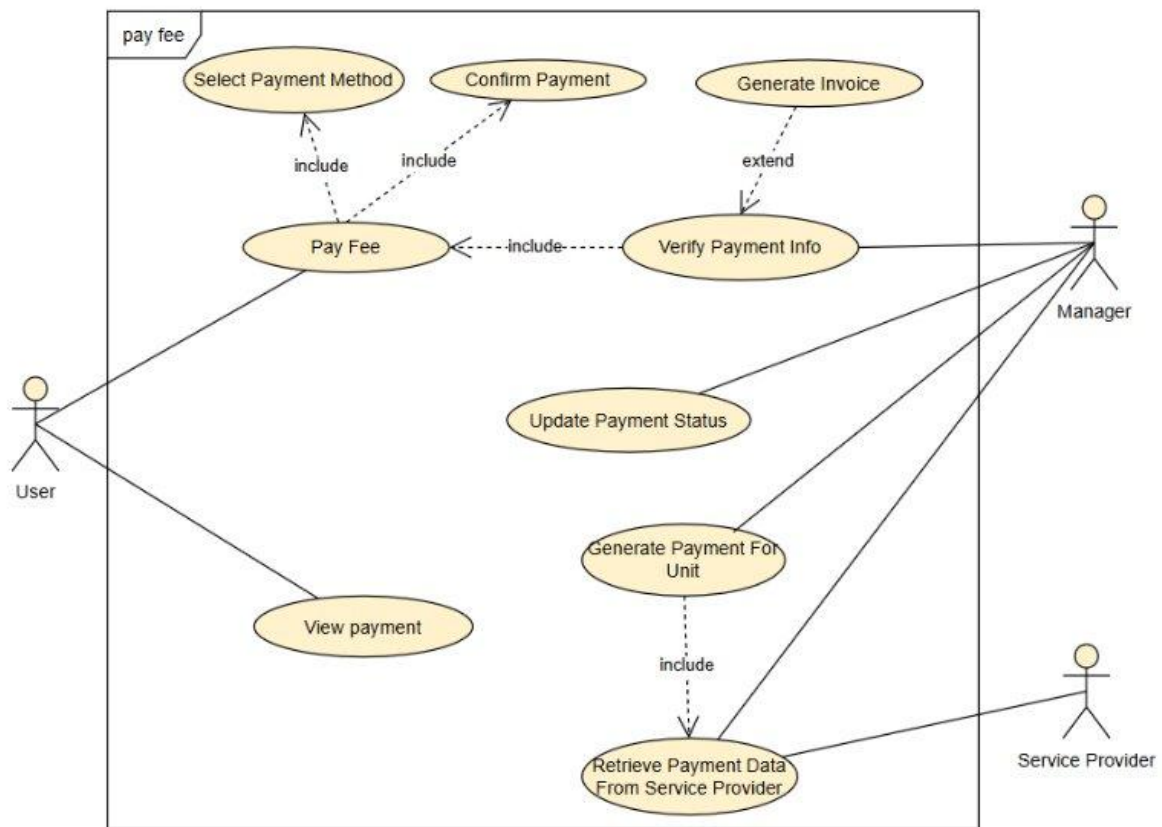 pay fee
Select Payment Method
Confirm Payment
Generate Invoice
include
include
extend
Pay Fee
include
Verify Payment Info
Manager
Update Payment Status
User
Generate Payment For
Unit
View payment
include
Retrieve Payment Data
From Service Provider
Service Provider